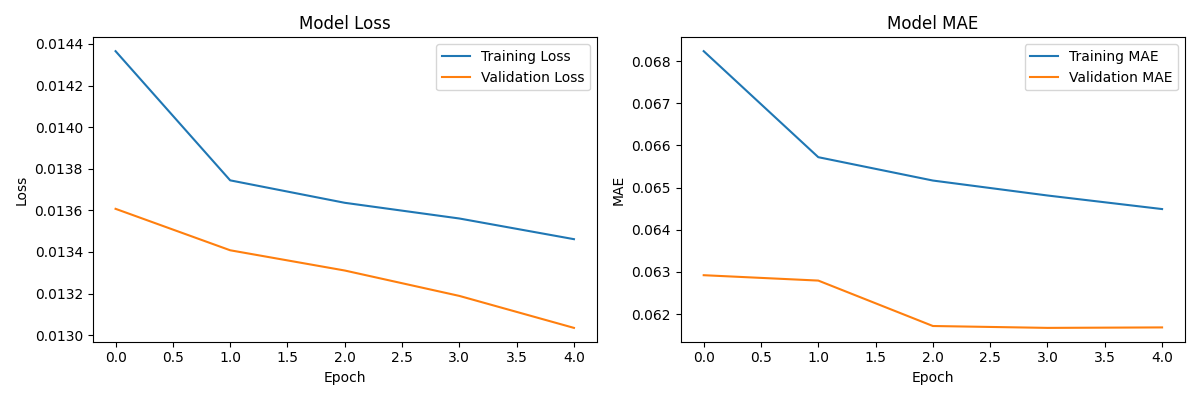 Model Loss
0.0144
0.0142
0.0140
0.0138
0.0136
0.0134
0.0132
0.0130
Loss
Training Loss
Validation Loss
0.0 0.5 1.0 1.5 2.0 2.5 3.0 3.5 4.0
Epoch
Model MAE
0.068
0.067
0.066
0.065
0.064
0.063
0.062
MAE
Training MAE
Validation MAE
0.0 0.5 1.0 1.5 2.0 2.5 3.0 3.5 4.0
Epoch